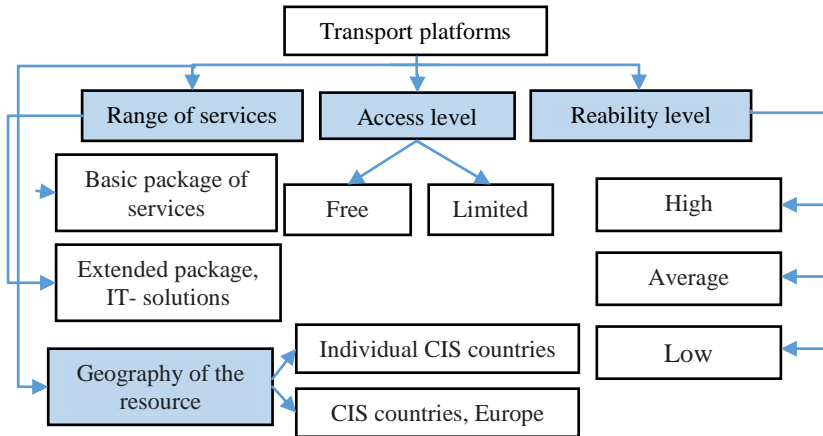 Transport platforms
Range of services
Access level
Reability level
Basic package of
services
Free
Limited
High
Extended package,
IT- solutions
Average
Individual CIS countries
Low
Geography of the
resource
CIS countries, Europe